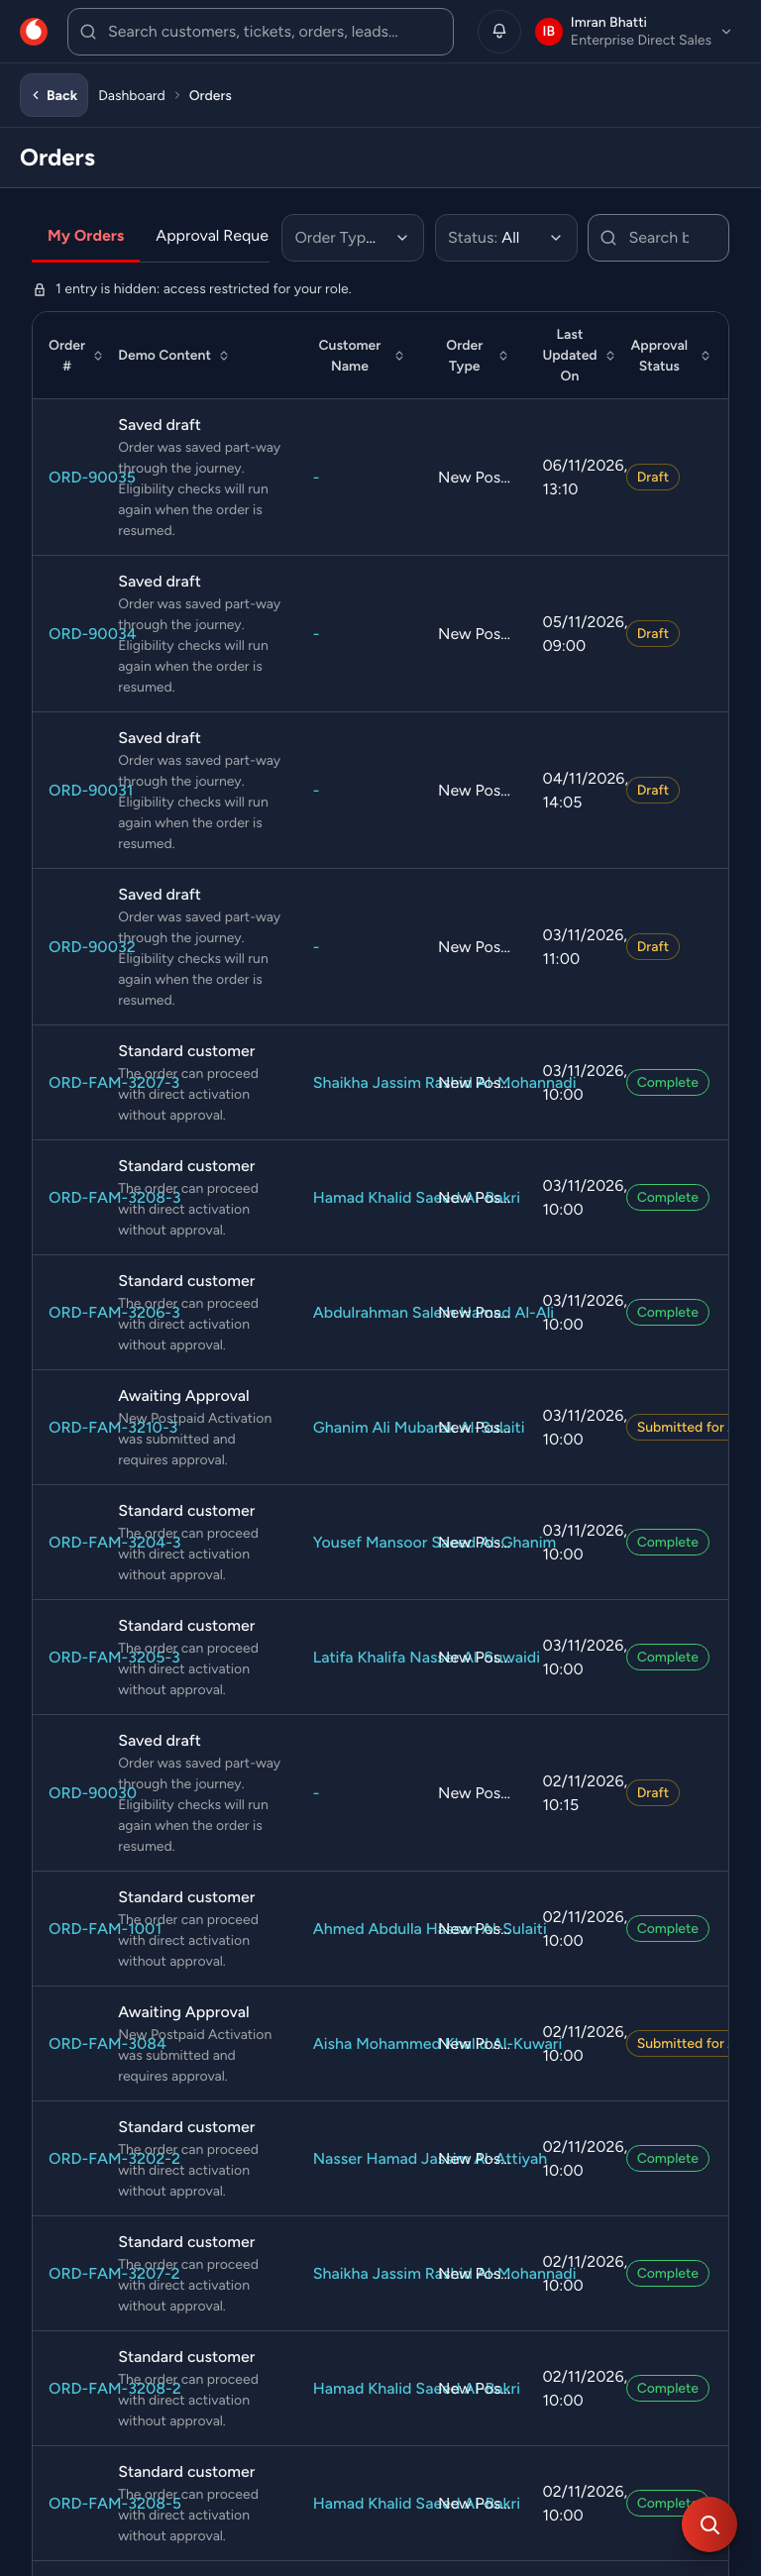 Search customers, tickets, orders, leads...
IB
Imran Bhatti
Enterprise Direct Sales
Back
Dashboard > Orders
Orders
My Orders
Approval Reque
Order Typ...
Status: All
Search b
1 entry is hidden: access restricted for your role.
Order #
Demo Content
Customer Name
Order Type
Last Updated On
Approval Status
Saved draft
Order was saved part-way
through the journey.
Eligibility checks will run
again when the order is
resumed.
ORD-90035
-
New Pos...
06/11/2026,
13:10
Draft
Saved draft
Order was saved part-way
through the journey.
Eligibility checks will run
again when the order is
resumed.
ORD-90034
-
New Pos...
05/11/2026,
09:00
Draft
Saved draft
Order was saved part-way
through the journey.
Eligibility checks will run
again when the order is
resumed.
ORD-90031
-
New Pos...
04/11/2026,
14:05
Draft
Saved draft
Order was saved part-way
through the journey.
Eligibility checks will run
again when the order is
resumed.
ORD-90032
-
New Pos...
03/11/2026,
11:00
Draft
Standard customer
The order can proceed
with direct activation
without approval.
ORD-FAM-3207-3
Shaikha Jassim Rashid Al-Mohannadi
New Pos...
03/11/2026,
10:00
Complete
Standard customer
The order can proceed
with direct activation
without approval.
ORD-FAM-3208-3
Hamad Khalid Saeed Al-Bakri
New Pos...
03/11/2026,
10:00
Complete
Standard customer
The order can proceed
with direct activation
without approval.
ORD-FAM-3206-3
Abdulrahman Salem Hamad Al-Ali
New Pos...
03/11/2026,
10:00
Complete
Awaiting Approval
New Postpaid Activation
was submitted and
requires approval.
ORD-FAM-3210-3
Ghanim Ali Mubarak Al-Sulaiti
New Pos...
03/11/2026,
10:00
Submitted for
Standard customer
The order can proceed
with direct activation
without approval.
ORD-FAM-3204-3
Yousef Mansoor Saeed Al-Ghanim
New Pos...
03/11/2026,
10:00
Complete
Standard customer
The order can proceed
with direct activation
without approval.
ORD-FAM-3205-3
Latifa Khalifa Nasser Al-Suwaidi
New Pos...
03/11/2026,
10:00
Complete
Saved draft
Order was saved part-way
through the journey.
Eligibility checks will run
again when the order is
resumed.
ORD-90030
-
New Pos...
02/11/2026,
10:15
Draft
Standard customer
The order can proceed
with direct activation
without approval.
ORD-FAM-1001
Ahmed Abdulla Hassan Al-Sulaiti
New Pos...
02/11/2026,
10:00
Complete
Awaiting Approval
New Postpaid Activation
was submitted and
requires approval.
ORD-FAM-3084
Aisha Mohammed Khalid Al-Kuwari
New Pos...
02/11/2026,
10:00
Submitted for
Standard customer
The order can proceed
with direct activation
without approval.
ORD-FAM-3202-2
Nasser Hamad Jassim Al-Attiyah
New Pos...
02/11/2026,
10:00
Complete
Standard customer
The order can proceed
with direct activation
without approval.
ORD-FAM-3207-2
Shaikha Jassim Rashid Al-Mohannadi
New Pos...
02/11/2026,
10:00
Complete
Standard customer
The order can proceed
with direct activation
without approval.
ORD-FAM-3208-2
Hamad Khalid Saeed Al-Bakri
New Pos...
02/11/2026,
10:00
Complete
Standard customer
The order can proceed
with direct activation
without approval.
ORD-FAM-3208-5
Hamad Khalid Saeed Al-Bakri
New Pos...
02/11/2026,
10:00
Complete